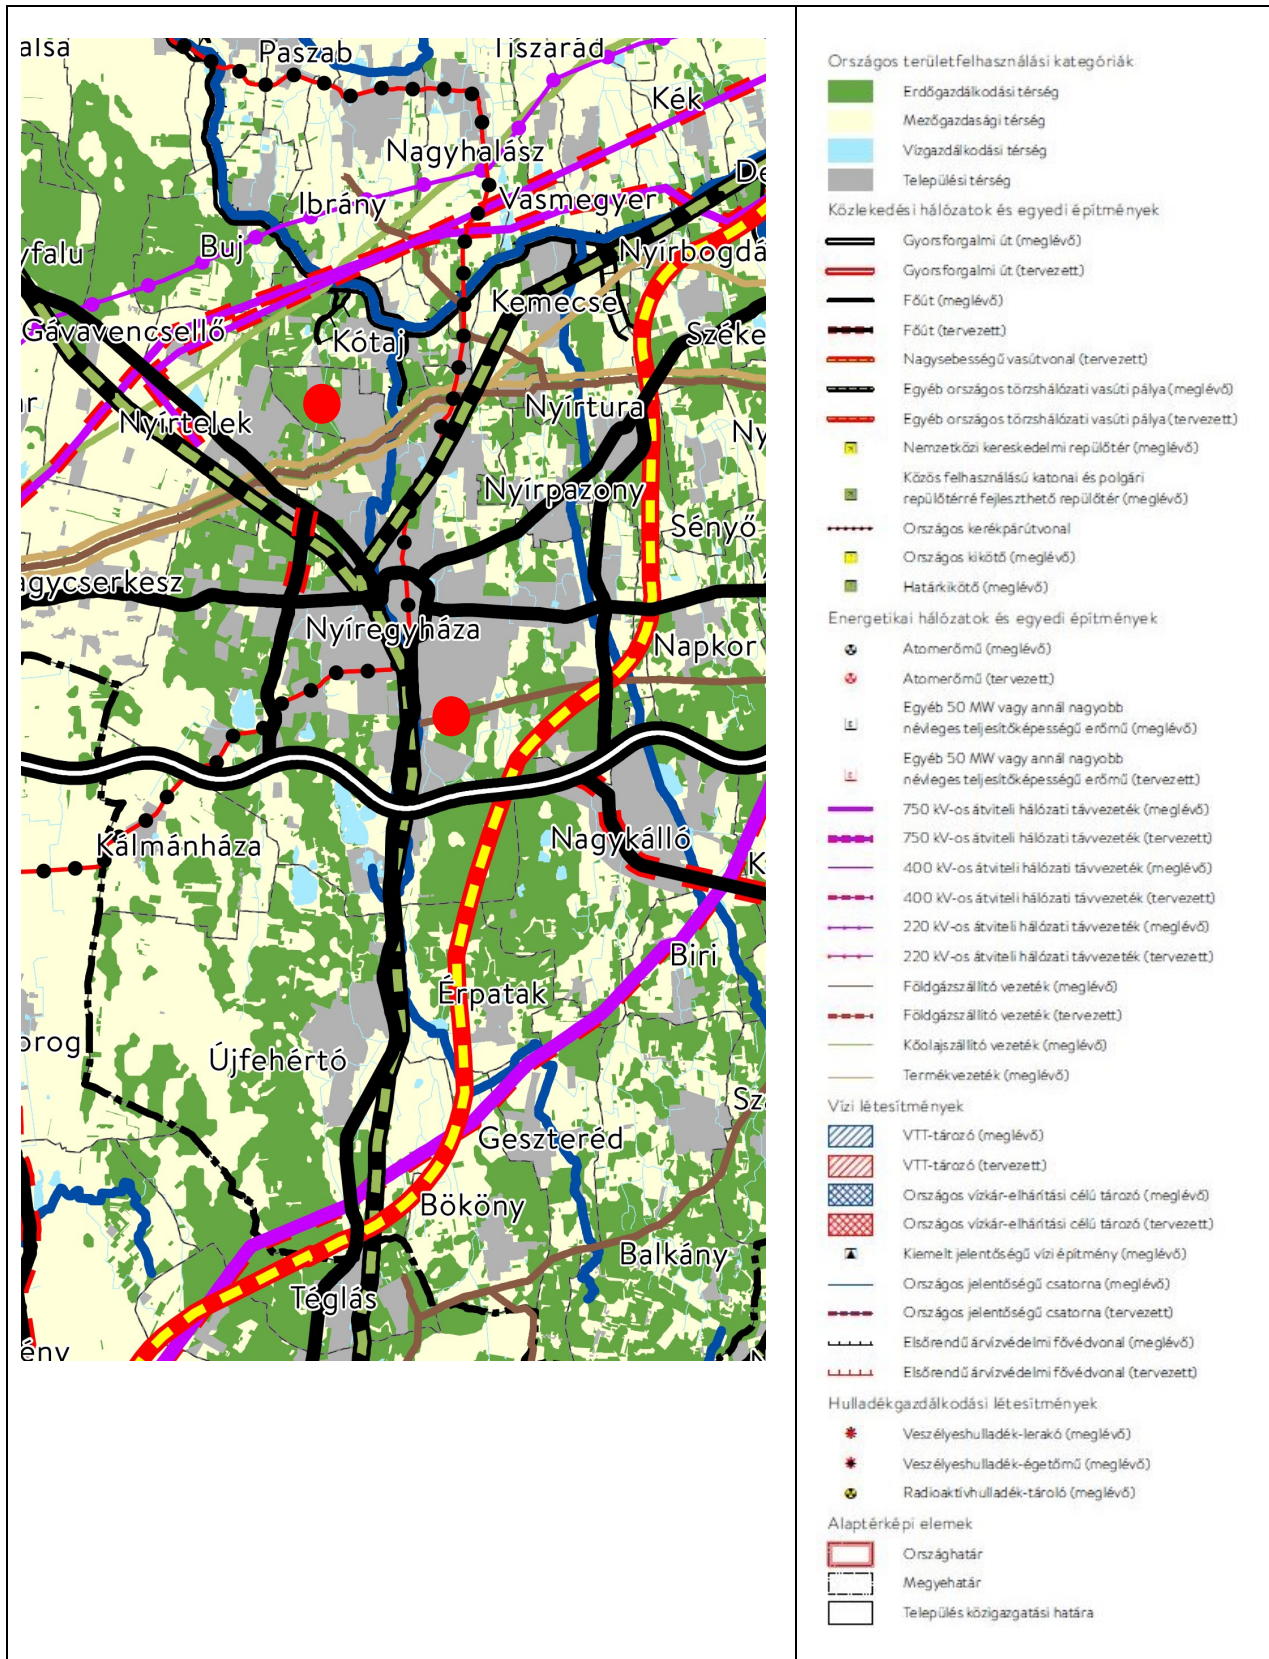 alsa
Paszab
Tiszarád
Kék
Nagyhalász
De
Ibrány
Vasmegyer
Buj
yfalu
Nyírbogdá
Kemecse
Gávavencsellő
Kótaj
Széke
ar
Nyírtelek
Nyírtura
Ny
Nyírpazony
Sényő
agycserkesz
Nyíregyháza
Napkor
Kálmánháza
Nagykálló
K
Biri
Érpatak
orog
Újfehértó
Sz
Geszteréd
Bököny
Balkány
Téglás
ény
Országos területfelhasználási kategóriák
Erdőgazdálkodási térség
Mezőgazdasági térség
Vízgazdálkodási térség
Települési térség
Közlekedési hálózatok és egyedi építmények
Gyorsforgalmi út (meglévő)
Gyorsforgalmi út (tervezett)
Főút (meglévő)
Főút (tervezett)
Nagysebességű vasútvonal (tervezett)
Egyéb országos törzshálózati vasúti pálya (meglévő)
Egyéb országos törzshálózati vasúti pálya (tervezett)
Nemzetközi kereskedelmi repülőtér (meglévő)
Közös felhasználású katonai és polgári
repülőtérré fejleszthető repülőtér (meglévő)
Országos kerékpárútvonal
Országos kikötő (meglévő)
Határkikötő (meglévő)
Energetikai hálózatok és egyedi építmények
Atomerőmű (meglévő)
Atomerőmű (tervezett)
Egyéb 50 MW vagy annál nagyobb
névleges teljesítőképességű erőmű (meglévő)
Egyéb 50 MW vagy annál nagyobb
névleges teljesítőképességű erőmű (tervezett)
750 kV-os átviteli hálózati távvezeték (meglévő)
750 kV-os átviteli hálózati távvezeték (tervezett)
400 kV-os átviteli hálózati távvezeték (meglévő)
400 kV-os átviteli hálózati távvezeték (tervezett)
220 kV-os átviteli hálózati távvezeték (meglévő)
220 kV-os átviteli hálózati távvezeték (tervezett)
Földgázszállító vezeték (meglévő)
Földgázszállító vezeték (tervezett)
Kőolajszállító vezeték (meglévő)
Termékvezeték (meglévő)
Vízi létesítmények
VTT-tározó (meglévő)
VTT-tározó (tervezett)
Országos vízkár-elhárítási célú tározó (meglévő)
Országos vízkár-elhárítási célú tározó (tervezett)
Kiemelt jelentőségű vízi építmény (meglévő)
Országos jelentőségű csatorna (meglévő)
Országos jelentőségű csatorna (tervezett)
Elsőrendű árvízvédelmi fővédvonal (meglévő)
Elsőrendű árvízvédelmi fővédvonal (tervezett)
Hulladékgazdálkodási létesítmények
Veszélyeshulladék-lerakó (meglévő)
Veszélyeshulladék-égetőmű (meglévő)
Radioaktívhulladék-tároló (meglévő)
Alaptérképi elemek
Országhatár
Megyehatár
Település közigazgatási határa